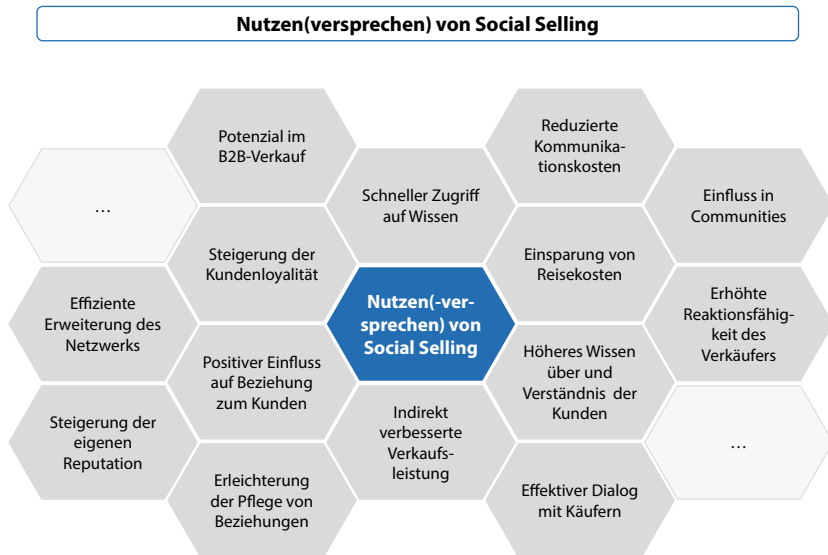 Nutzen(versprechen) von Social Selling
Potenzial im
B2B-Verkauf
Reduzierte
Kommunika-
tionskosten
...
Schneller Zugriff
auf Wissen
Einfluss in
Communities
Steigerung der
Kundenloyalität
Einsparung von
Reisekosten
Effiziente
Erweiterung des
Netzwerks
Nutzen(-ver-
sprechen) von
Social Selling
Erhöhte
Reaktionsfähig-
keit des
Verkäufers
Positiver Einfluss
auf Beziehung
zum Kunden
Höheres Wissen
über und
Verständnis der
Kunden
Steigerung der
eigenen
Reputation
Indirekt
verbesserte
Verkaufs-
leistung
...
Erleichterung
der Pflege von
Beziehungen
Effektiver Dialog
mit Käufern